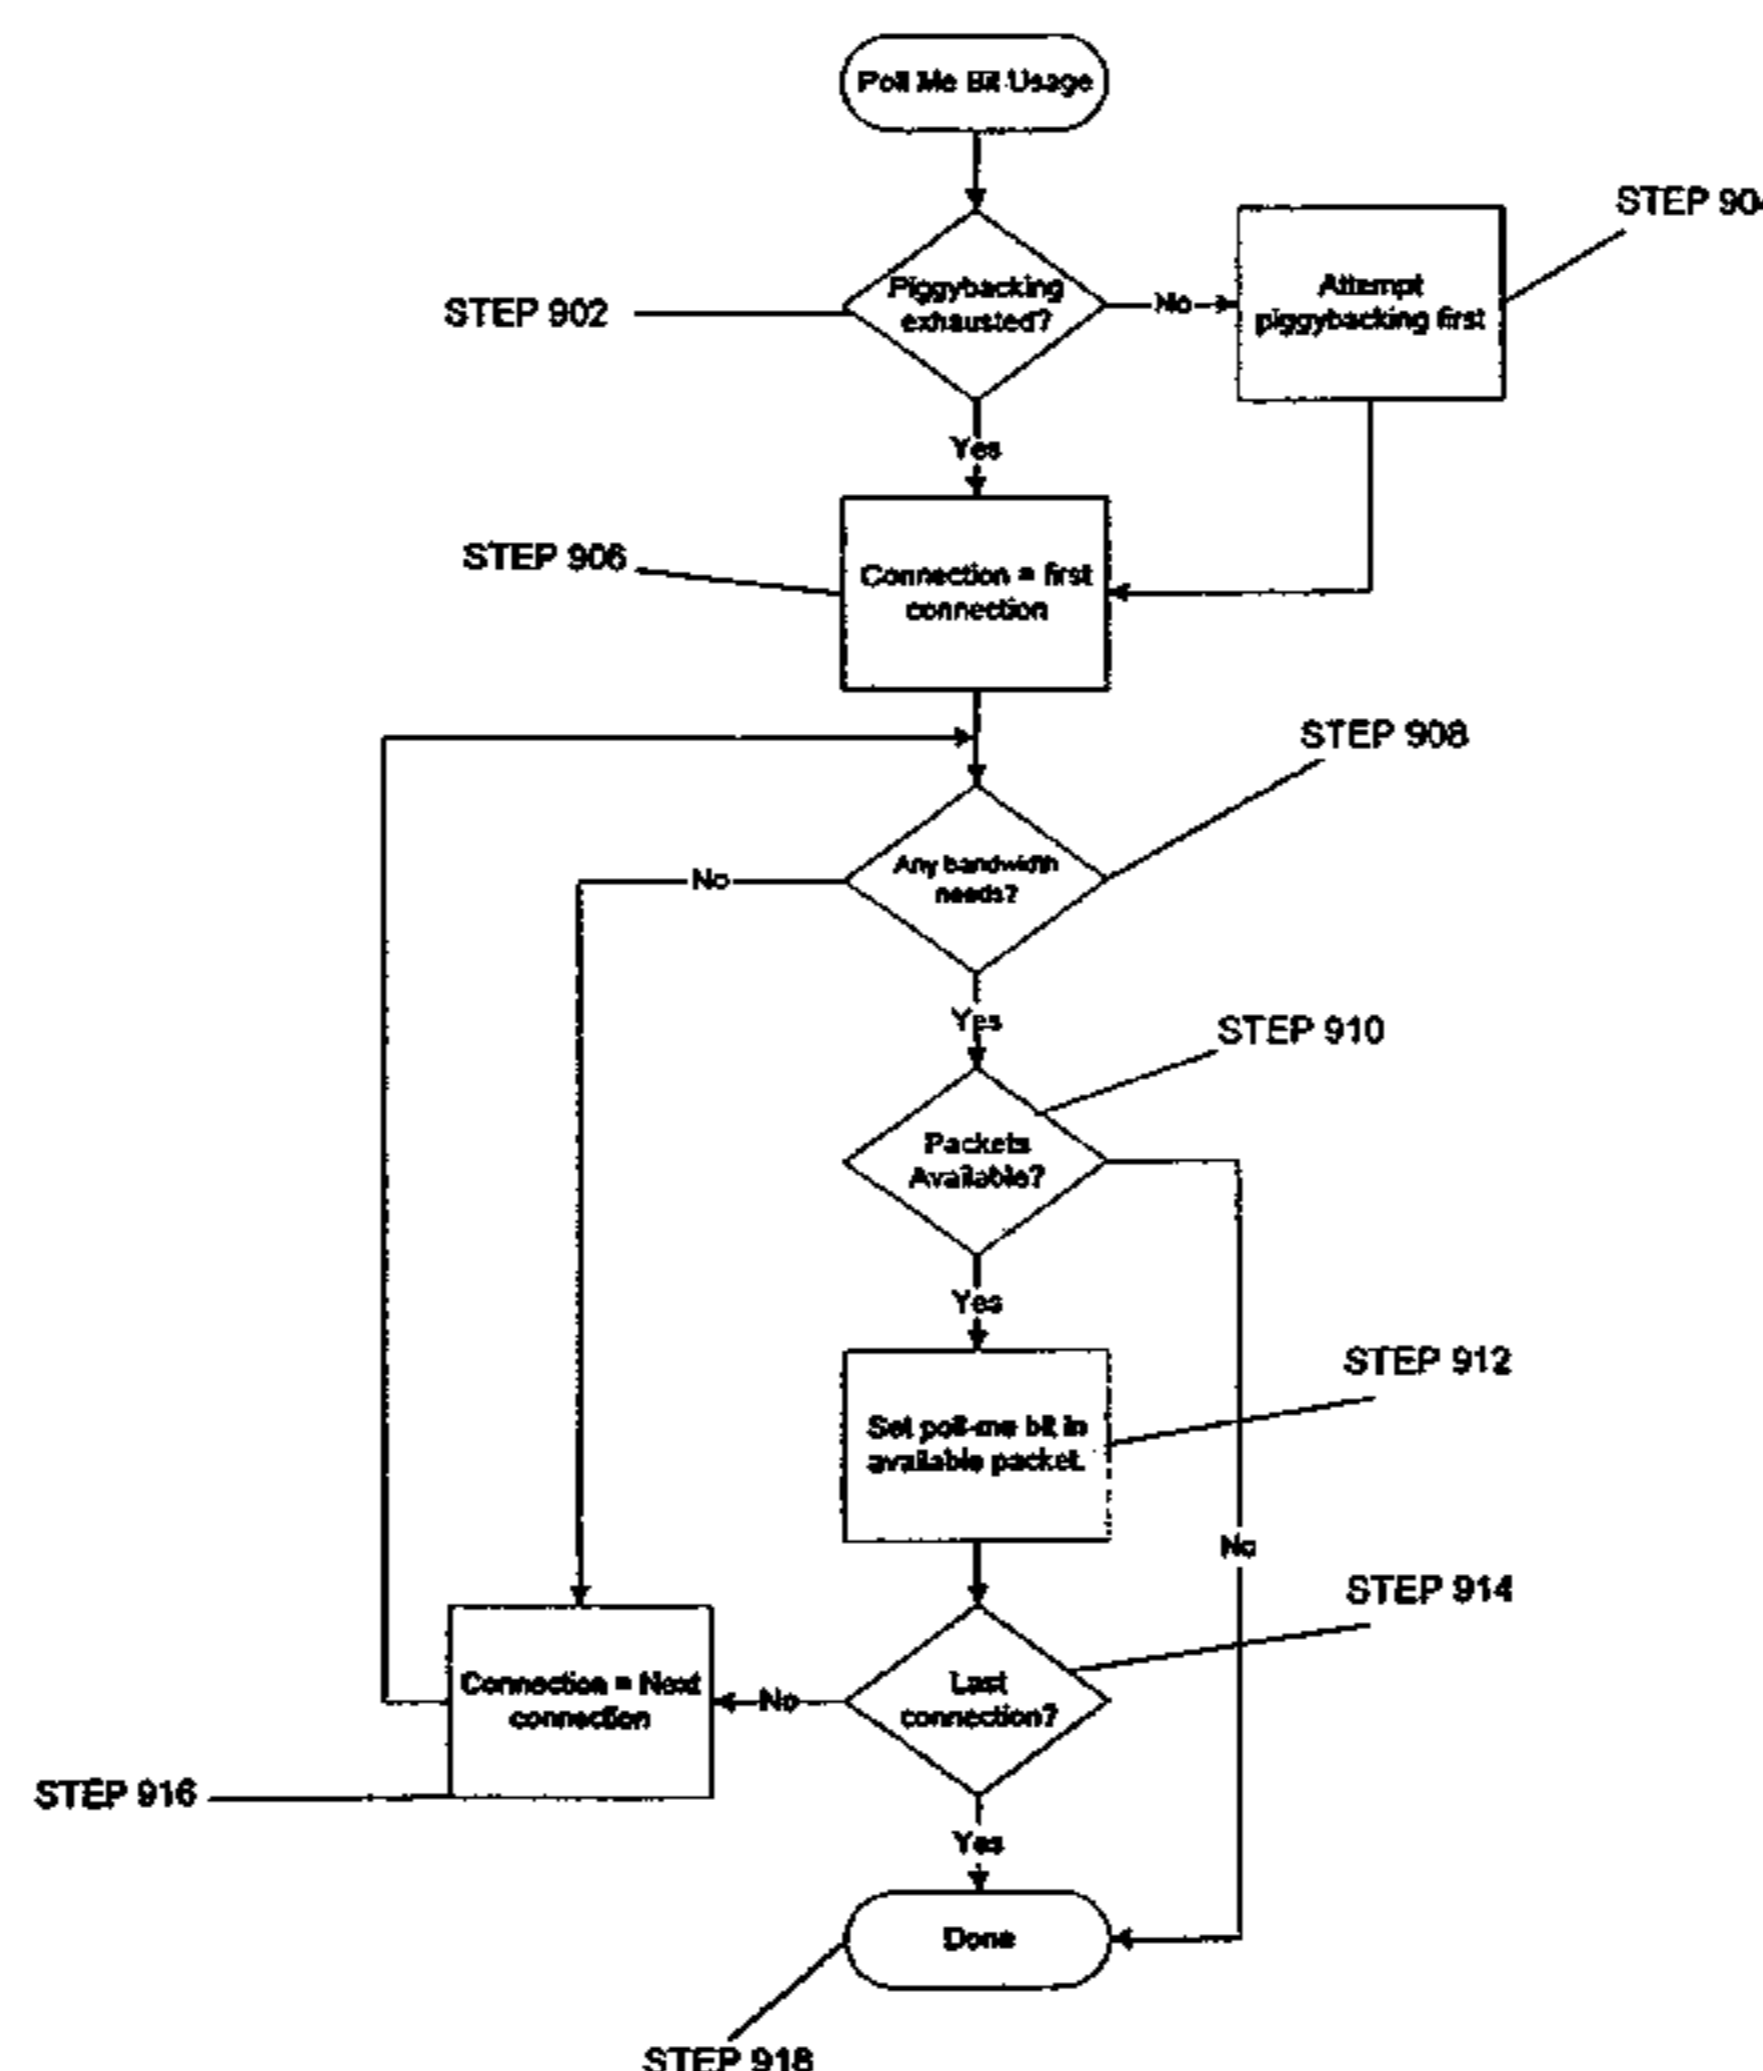 Poll Me Bit Usage
STEP 904
Piggybacking
exhausted?
No
Attempt
piggybacking first
STEP 902
Yes
STEP 906
Connection = first
connection
STEP 908
Any bandwidth
needs?
No
Yes
STEP 910
Packets
Available?
Yes
STEP 912
Set poll-me bit in
available packet.
No
STEP 914
Connection = Next
connection
No
Last
connection?
STEP 916
Yes
Done
STEP 918